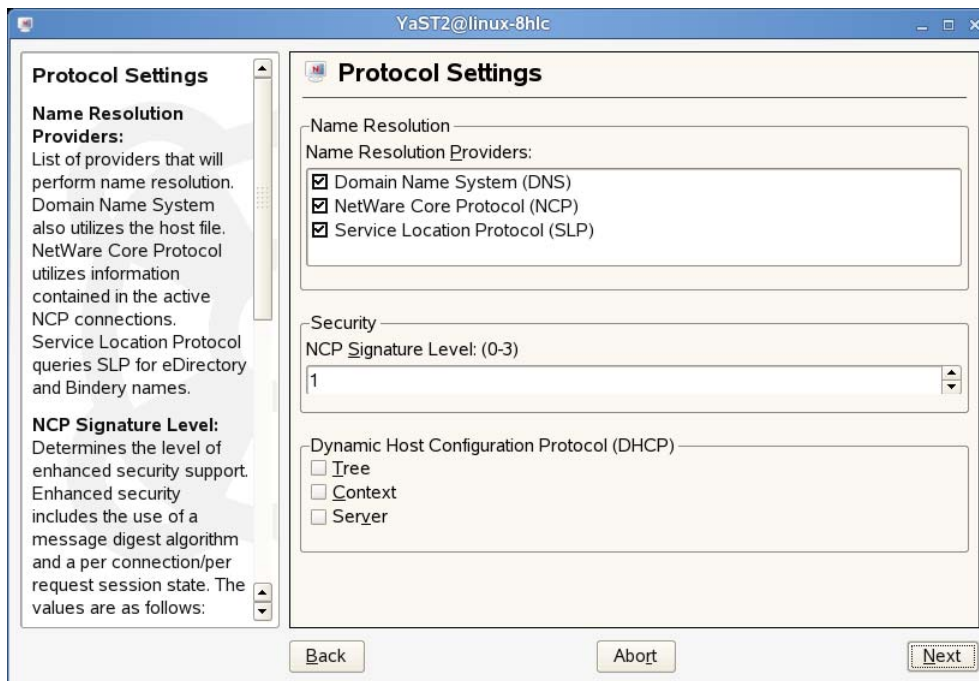 YaST2@linux-8hlc
Protocol Settings
Name Resolution
Providers:
List of providers that will
perform name resolution.
Domain Name System
also utilizes the host file.
NetWare Core Protocol
utilizes information
contained in the active
NCP connections.
Service Location Protocol
queries SLP for eDirectory
and Bindery names.
NCP Signature Level:
Determines the level of
enhanced security support.
Enhanced security
includes the use of a
message digest algorithm
and a per connection/per
request session state. The
values are as follows:
Protocol Settings
Name Resolution
Name Resolution Providers:
Domain Name System (DNS)
NetWare Core Protocol (NCP)
Service Location Protocol (SLP)
Security
NCP Signature Level: (0-3)
1
Dynamic Host Configuration Protocol (DHCP)
Tree
Context
Server
Back
Abort
Next